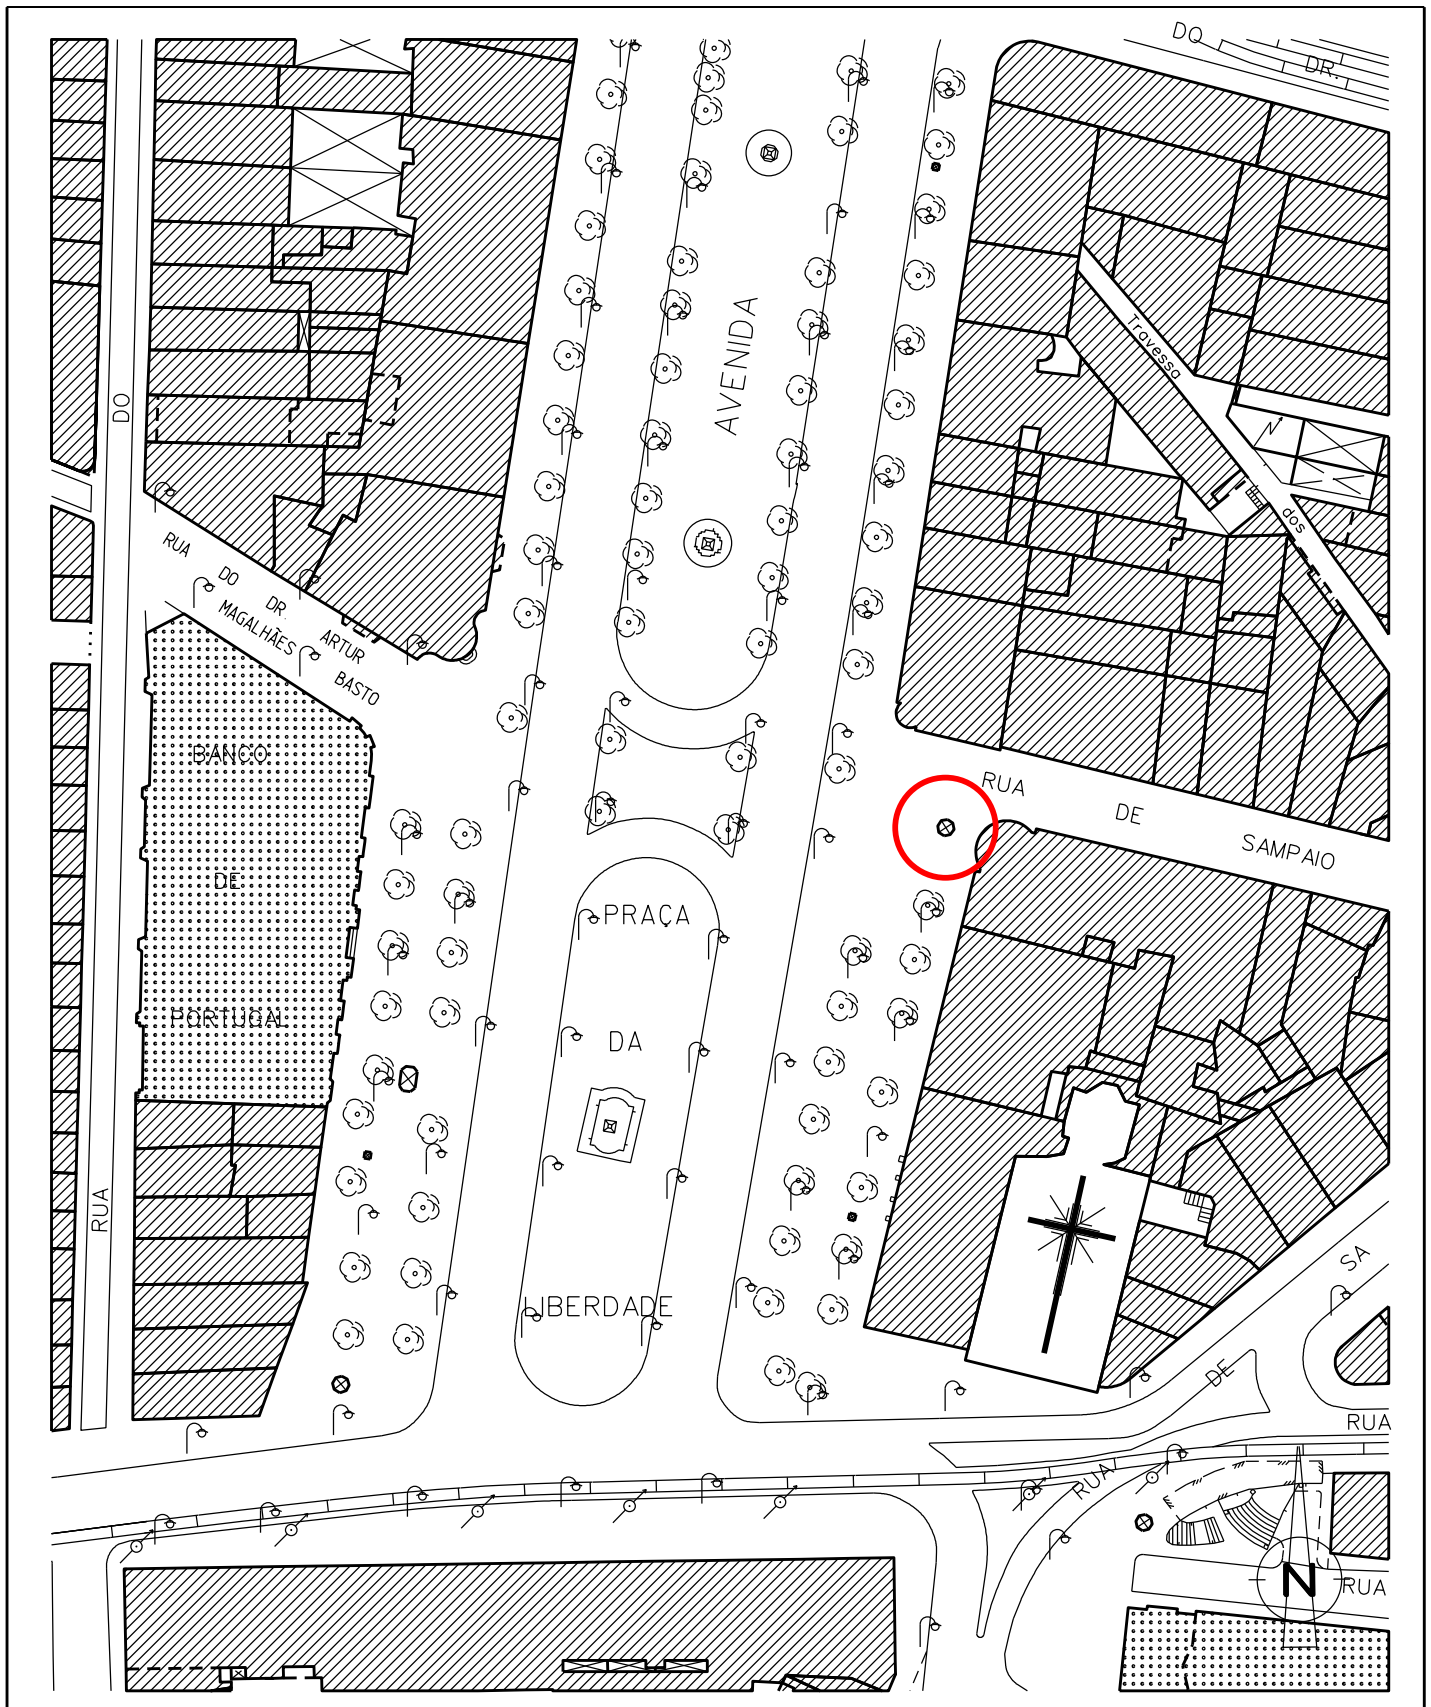 DO
DR.
AVENIDA
Travessa
dos
DO
RUA
DO
DR.
ARTUR
MAGALHÃES
BASTO
BANCO
DE
PORTUGAL
RUA
DE
SAMPAIO
PRAÇA
DA
LIBERDADE
RUA
SA
DE
RUA
RUA
N
RUA